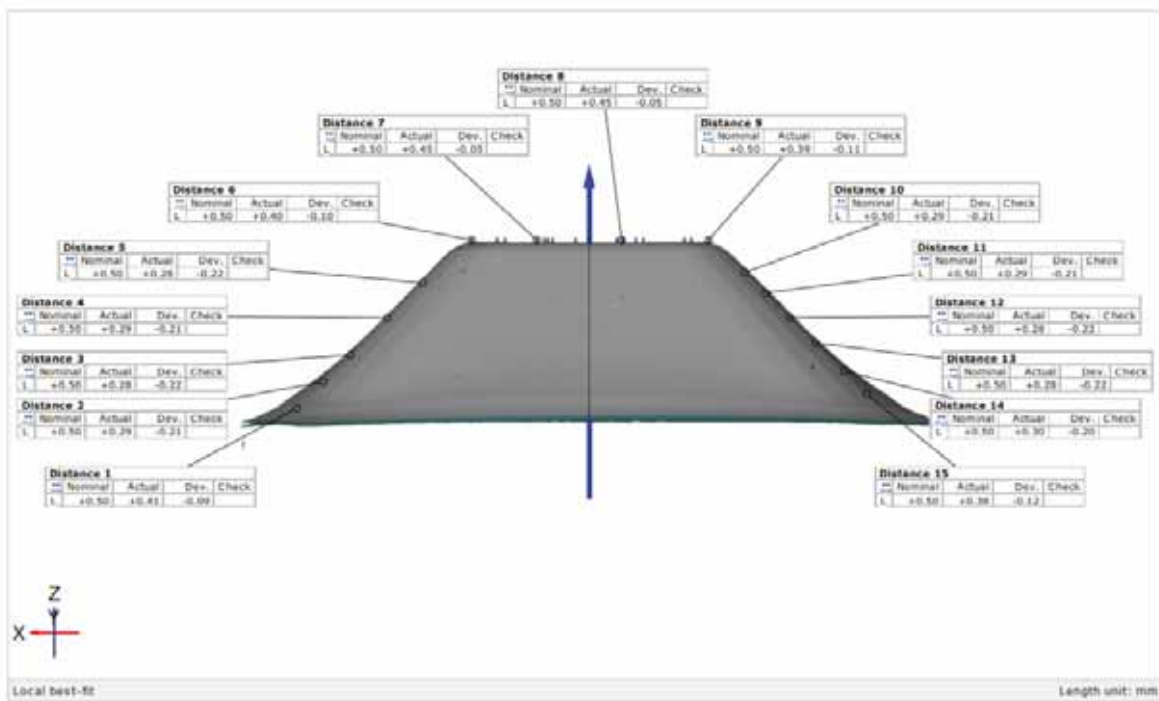 Distance 8
Nominal Actual Dev. Check
L +0.50 +0.45 -0.05
Distance 7
Nominal Actual Dev. Check
L +0.50 +0.45 -0.05
Distance 9
Nominal Actual Dev. Check
L +0.50 +0.39 -0.11
Distance 6
Nominal Actual Dev. Check
L +0.50 +0.40 -0.10
Distance 10
Nominal Actual Dev. Check
L +0.50 +0.29 -0.21
Distance 5
Nominal Actual Dev. Check
L +0.50 +0.28 -0.22
Distance 11
Nominal Actual Dev. Check
L +0.50 +0.29 -0.21
Distance 4
Nominal Actual Dev. Check
L +0.50 +0.29 -0.21
Distance 12
Nominal Actual Dev. Check
L +0.50 +0.28 -0.22
Distance 3
Nominal Actual Dev. Check
L +0.50 +0.28 -0.22
Distance 13
Nominal Actual Dev. Check
L +0.50 +0.28 -0.22
Distance 2
Nominal Actual Dev. Check
L +0.50 +0.29 -0.21
Distance 14
Nominal Actual Dev. Check
L +0.50 +0.30 -0.20
Distance 1
Nominal Actual Dev. Check
L +0.50 +0.41 -0.09
Distance 15
Nominal Actual Dev. Check
L +0.50 +0.38 -0.12
Z
X
Local best-fit
Length unit: mm